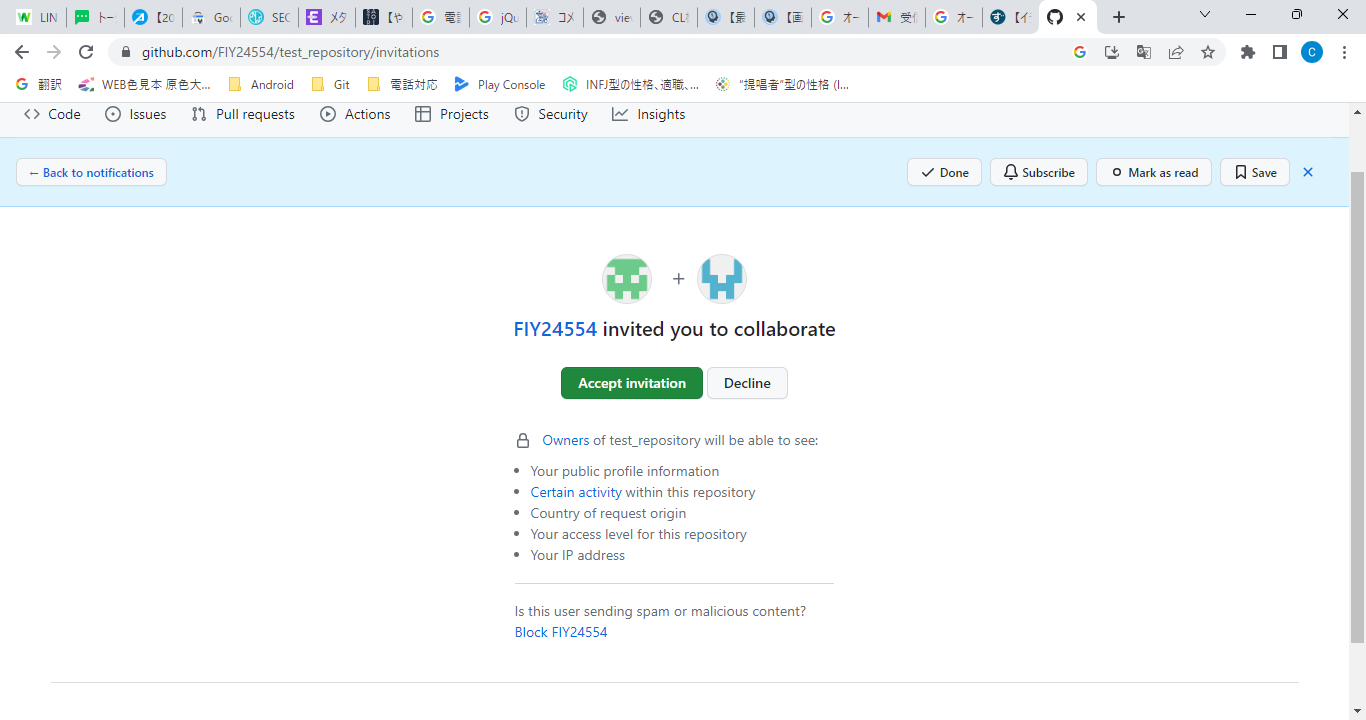 LIN トー 【20 Goo SEC メタ 【や 電話 jQu コメ view CLネ 【最 【画 オー 受信 オー 【イラ
github.com/FIY24554/test_repository/invitations C
翻訳 WEB色見本 原色大... Android Git 電話対応 Play Console INFJ型の性格、適職、... "提唱者"型の性格 (I...
Code Issues Pull requests Actions Projects Security Insights
← Back to notifications Done Subscribe Mark as read Save
+
FIY24554 invited you to collaborate
Accept invitation Decline
Owners of test_repository will be able to see:
• Your public profile information
• Certain activity within this repository
• Country of request origin
• Your access level for this repository
• Your IP address
Is this user sending spam or malicious content?
Block FIY24554